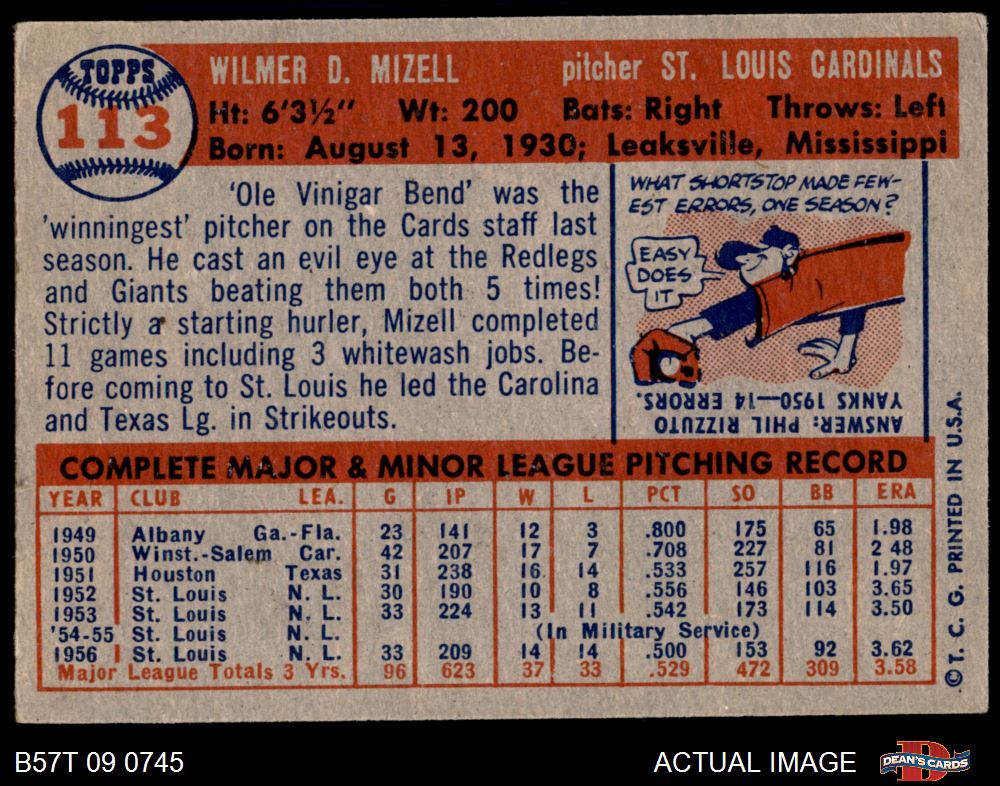 TOPPS
113
WILMER D. MIZELL pitcher ST. LOUIS CARDINALS
Ht: 6'3½" Wt: 200 Bats: Right Throws: Left
Born: August 13, 1930; Leaksville, Mississippi
'Ole Vinigar Bend' was the
'winningest' pitcher on the Cards staff last
season. He cast an evil eye at the Redlegs
and Giants beating them both 5 times!
Strictly a starting hurler, Mizell completed
11 games including 3 whitewash jobs. Be-
fore coming to St. Louis he led the Carolina
and Texas Lg. in Strikeouts.
WHAT SHORTSTOP MADE FEW-
EST ERRORS, ONE SEASON?
EASY
DOES
IT
ANSWER: PHIL RIZZUTO
YANKS 1950—14 ERRORS.
COMPLETE MAJOR & MINOR LEAGUE PITCHING RECORD
YEAR CLUB LEA. G IP W L PCT SO BB ERA
1949 Albany Ga.-Fla. 23 141 12 3 .800 175 65 1.98
1950 Winst.-Salem Car. 42 207 17 7 .708 227 81 2 48
1951 Houston Texas 31 238 16 14 .533 257 116 1.97
1952 St. Louis N. L. 30 190 10 8 .556 146 103 3.65
1953 St. Louis N. L. 33 224 13 11 .542 173 114 3.50
'54-55 St. Louis N. L. (In Military Service)
1956 St. Louis N. L. 33 209 14 14 .500 153 92 3.62
Major League Totals 3 Yrs. 96 623 37 33 .529 472 309 3.58
©T. C. G. PRINTED IN U.S.A.
B57T 09 0745 ACTUAL IMAGE
D
DEAN'S CARDS